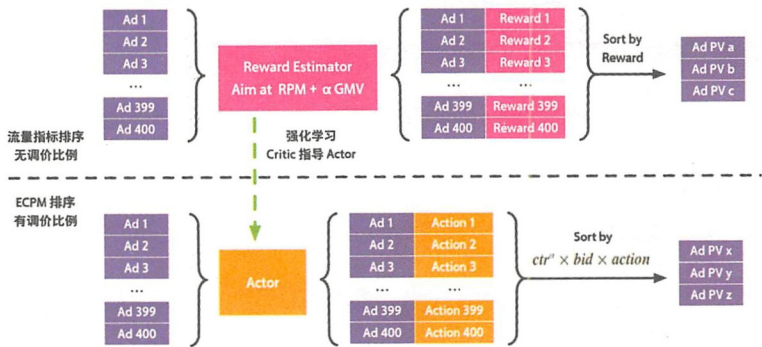 Ad 1
Ad 2
Ad 3
...
Ad 399
Ad 400
流量指标排序
无调价比例
Reward Estimator
Aim at RPM + α GMV
强化学习
Critic 指导 Actor
Ad 1 Reward 1
Ad 2 Reward 2
Ad 3 Reward 3
... ...
Ad 399 Reward 399
Ad 400 Reward 400
Sort by
Reward
Ad PV a
Ad PV b
Ad PV c
ECPM 排序
有调价比例
Ad 1
Ad 2
Ad 3
...
Ad 399
Ad 400
Actor
Ad 1 Action 1
Ad 2 Action 2
Ad 3 Action 3
... ...
Ad 399 Action 399
Ad 400 Action 400
Sort by
× bid × action
Ad PV x
Ad PV y
Ad PV z